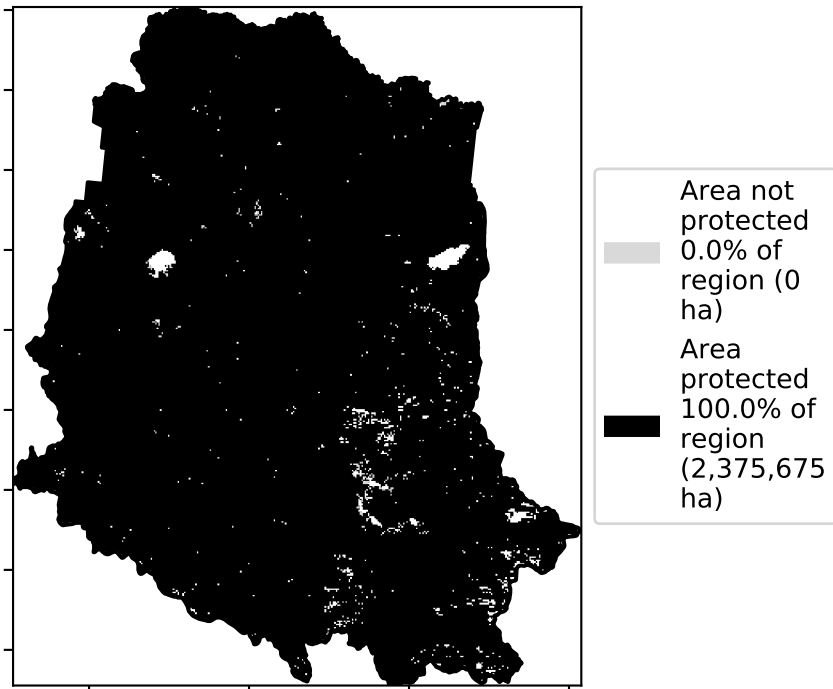 Area not
protected
0.0% of
region (0
ha)
Area
protected
100.0% of
region
(2,375,675
ha)